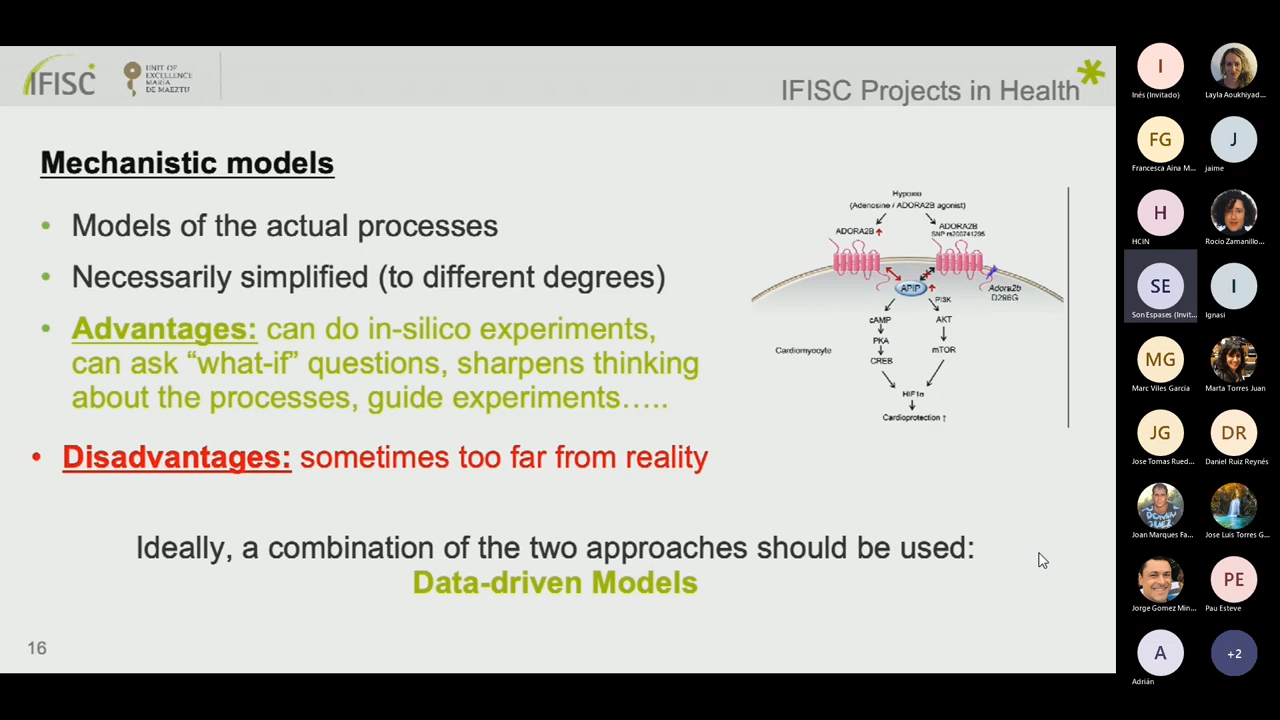 IFISC
UNIT OF
EXCELLENCE
MARÍA
DE MAEZTU
IFISC Projects in Health
Mechanistic models
• Models of the actual processes
• Necessarily simplified (to different degrees)
• Advantages: can do in-silico experiments,
can ask “what-if” questions, sharpens thinking
about the processes, guide experiments…..
• Disadvantages: sometimes too far from reality
Ideally, a combination of the two approaches should be used:
Data-driven Models
16
Hypoxia
(Adenosine / ADORA2B agonist)
ADORA2B
ADORA2B
SNP rs200741295
APIP
Adora2b
D296G
PI3K
cAMP
AKT
PKA
mTOR
CREB
Cardiomyocyte
HIF1α
Cardioprotection ↑
I
Inés (Invitado)
Layla Aoukhiyad...
FG
Francesca Aina M...
J
jaime
H
HCIN
Rocio Zamanillo...
SE
Son Espases (Invit...
I
Ignasi
MG
Marc Viles Garcia
Marta Torres Juan
JG
Jose Tomas Rued...
DR
Daniel Ruiz Reynés
Joan Marques Fa...
Jose Luis Torres G...
Jorge Gomez Min...
PE
Pau Esteve
A
Adrián
+2